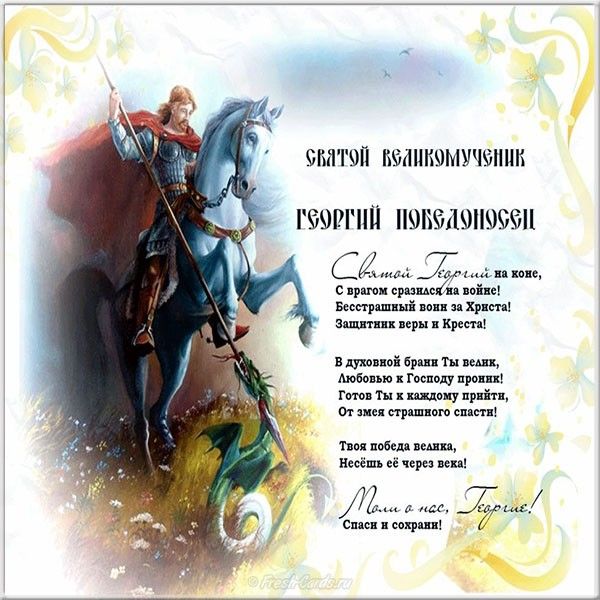 СВЯТОЙ ВЕЛИКОМУЧЕНИК
ГЕОРГИЙ ПОБЕДОНОСЕЦ
Святой Георгий на коне,
С врагом сразился на войне!
Бесстрашный воин за Христа!
Защитник веры и Креста!
В духовной брани Ты велик,
Любовью к Господу проник!
Готов Ты к каждому прийти,
От змея страшного спасти!
Твоя победа велика,
Несёшь её через века!
Моли о нас, Георгие!
Спаси и сохрани!
© Fresh-Cards.ru